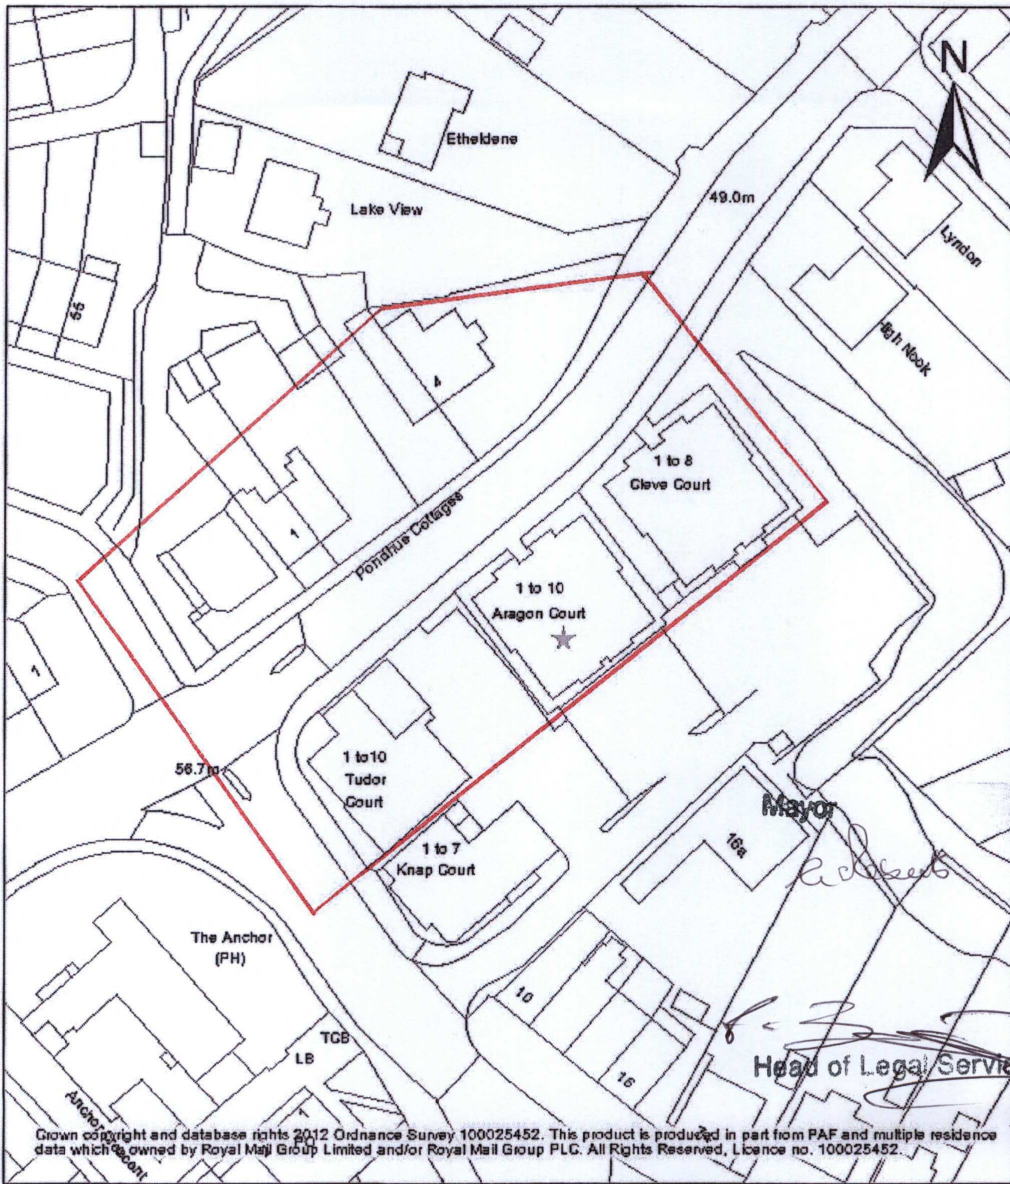 N
Etheldene
Lake View
49.0m
Lyndon
High Nook
55
4
1 to 8
Cleve Court
1
Pondhue Cottages
1 to 10
Aragon Court
1
56.7m
1 to10
Tudor
Court
Mayor
1 to 7
Knap Court
16a
The Anchor
(PH)
10
TCB
LB
16
Head of Legal Servic
1
Anchor Crescent
Crown copyright and database rights 2012 Ordnance Survey 100025452. This product is produced in part from PAF and multiple residence
data which is owned by Royal Mail Group Limited and/or Royal Mail Group PLC. All Rights Reserved, Licence no. 100025452.